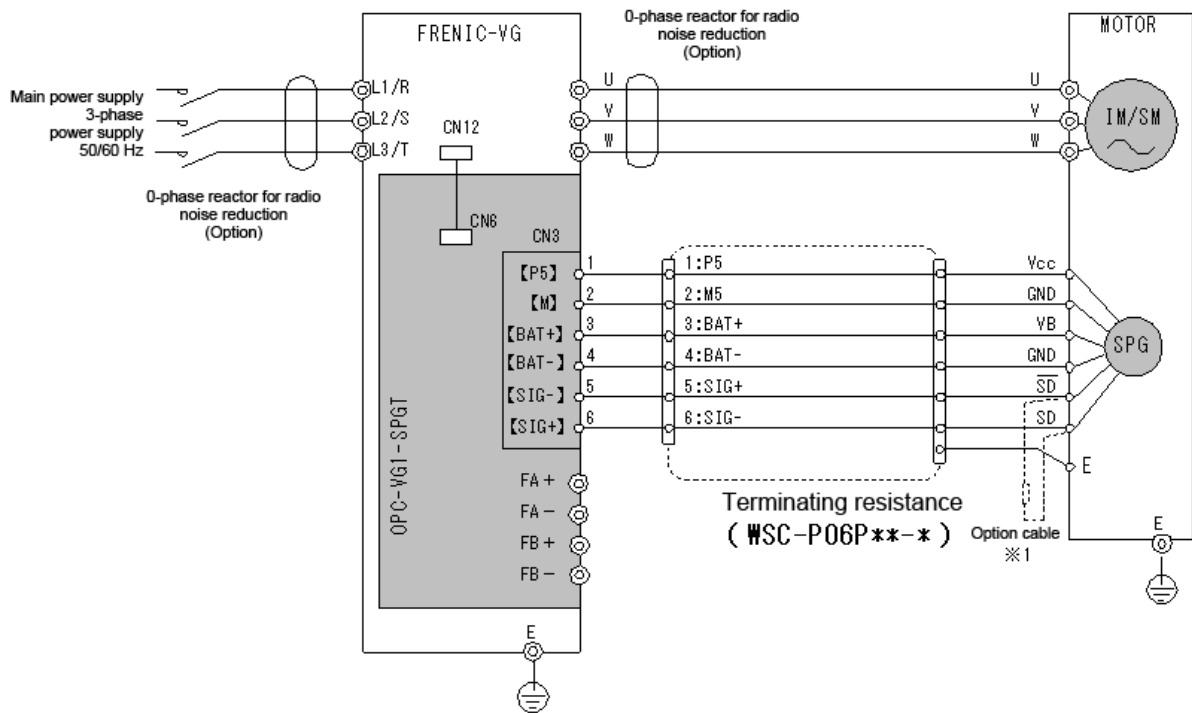 FRENIC-VG
0-phase reactor for radio
noise reduction
(Option)
MOTOR
Main power supply
3-phase
power supply
50/60 Hz
L1/R
L2/S
L3/T
0-phase reactor for radio
noise reduction
(Option)
U
V
W
U
V
W
IM/SM
CN12
CN6
CN3
OPC-VG1-SPGT
【P5】
【M】
【BAT+】
【BAT-】
【SIG-】
【SIG+】
1
2
3
4
5
6
1:P5
2:M5
3:BAT+
4:BAT-
5:SIG+
6:SIG-
Vcc
GND
VB
GND
S̅D̅
SD
E
SPG
FA+
FA-
FB+
FB-
Terminating resistance
(WSC-P06P**-*)
Option cable
※1
E
E